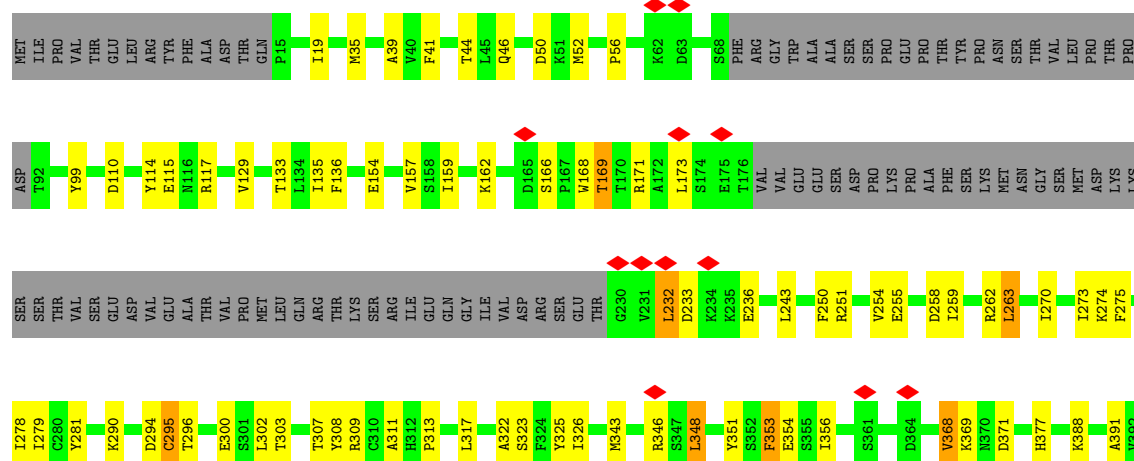 MET ILE PRO VAL THR GLU LEU ARG TYR PHE ALA ASP THR GLN P15 I19 M35 A39 V40 F41 T44 L45 Q46 D50 K51 M52 P56 K62 D63 S68 PHE ARG GLY TRP ALA ALA SER SER PRO GLU PRO THR TYR PRO ASN SER THR VAL LEU PRO THR PRO
ASP T92 Y99 D110 Y114 E115 N116 R117 V129 T133 L134 I135 F136 E154 V157 S158 I159 K162 D165 S166 P167 W168 T169 T170 R171 A172 L173 S174 E175 T176 VAL VAL GLU GLU SER ASP PRO LYS PRO ALA PHE SER LYS MET ASN GLY SER MET ASP LYS LYS
SER SER THR VAL SER GLU ASP VAL GLU ALA THR VAL PRO MET LEU GLN ARG THR LYS SER ARG ILE GLU GLN GLY ILE VAL ASP ARG SER GLU THR G230 V231 L232 D233 K234 K235 E236 L243 F250 R251 V254 E255 D258 I259 R262 L263 I270 I273 K274 F275
I278 I279 C280 Y281 K290 D294 C295 T296 E300 S301 L302 T303 T307 Y308 R309 C310 A311 H312 P313 L317 A322 S323 F324 Y325 I326 M343 R346 S347 L348 Y351 S352 F353 E354 S355 I356 S361 D364 V368 K369 N370 D371 H377 K388 A391 V392